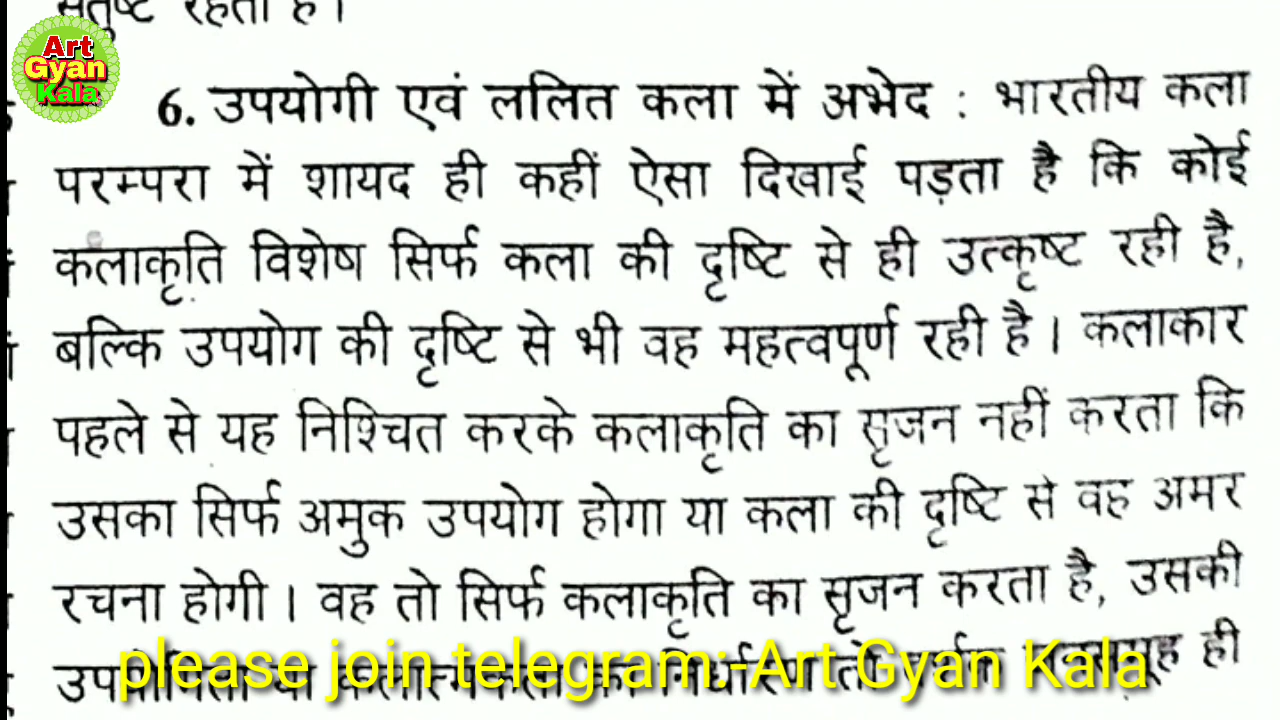 संतुष्ट रहता है।
Art
Gyan
Kala
6. उपयोगी एवं ललित कला में अभेद : भारतीय कला
परम्परा में शायद ही कहीं ऐसा दिखाई पड़ता है कि कोई
कलाकृति विशेष सिर्फ कला की दृष्टि से ही उत्कृष्ट रही है,
बल्कि उपयोग की दृष्टि से भी वह महत्वपूर्ण रही है। कलाकार
पहले से यह निश्चित करके कलाकृति का सृजन नहीं करता कि
उसका सिर्फ अमुक उपयोग होगा या कला की दृष्टि से वह अमर
रचना होगी। वह तो सिर्फ कलाकृति का सृजन करता है, उसकी
ही
please join telegram:-Art Gyan Kala